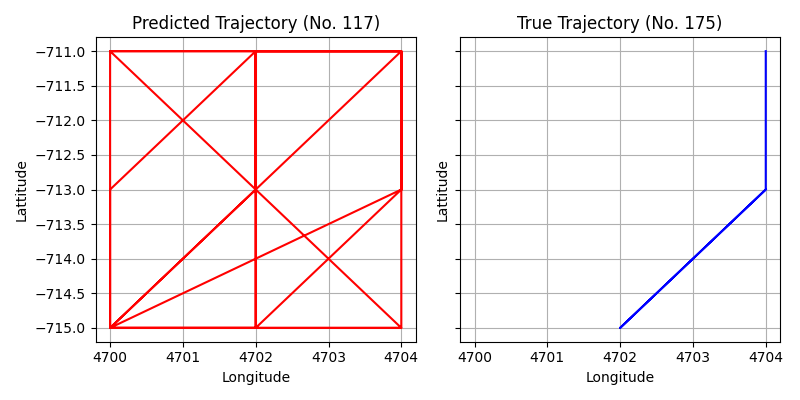 Predicted Trajectory (No. 117)
−711.0
−711.5
−712.0
−712.5
−713.0
−713.5
−714.0
−714.5
−715.0
Lattitude
4700 4701 4702 4703 4704
Longitude
True Trajectory (No. 175)
Lattitude
4700 4701 4702 4703 4704
Longitude